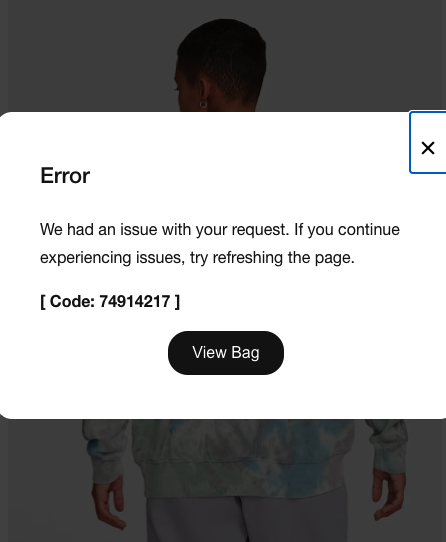 Error
We had an issue with your request. If you continue
experiencing issues, try refreshing the page.
[ Code: 74914217 ]
View Bag